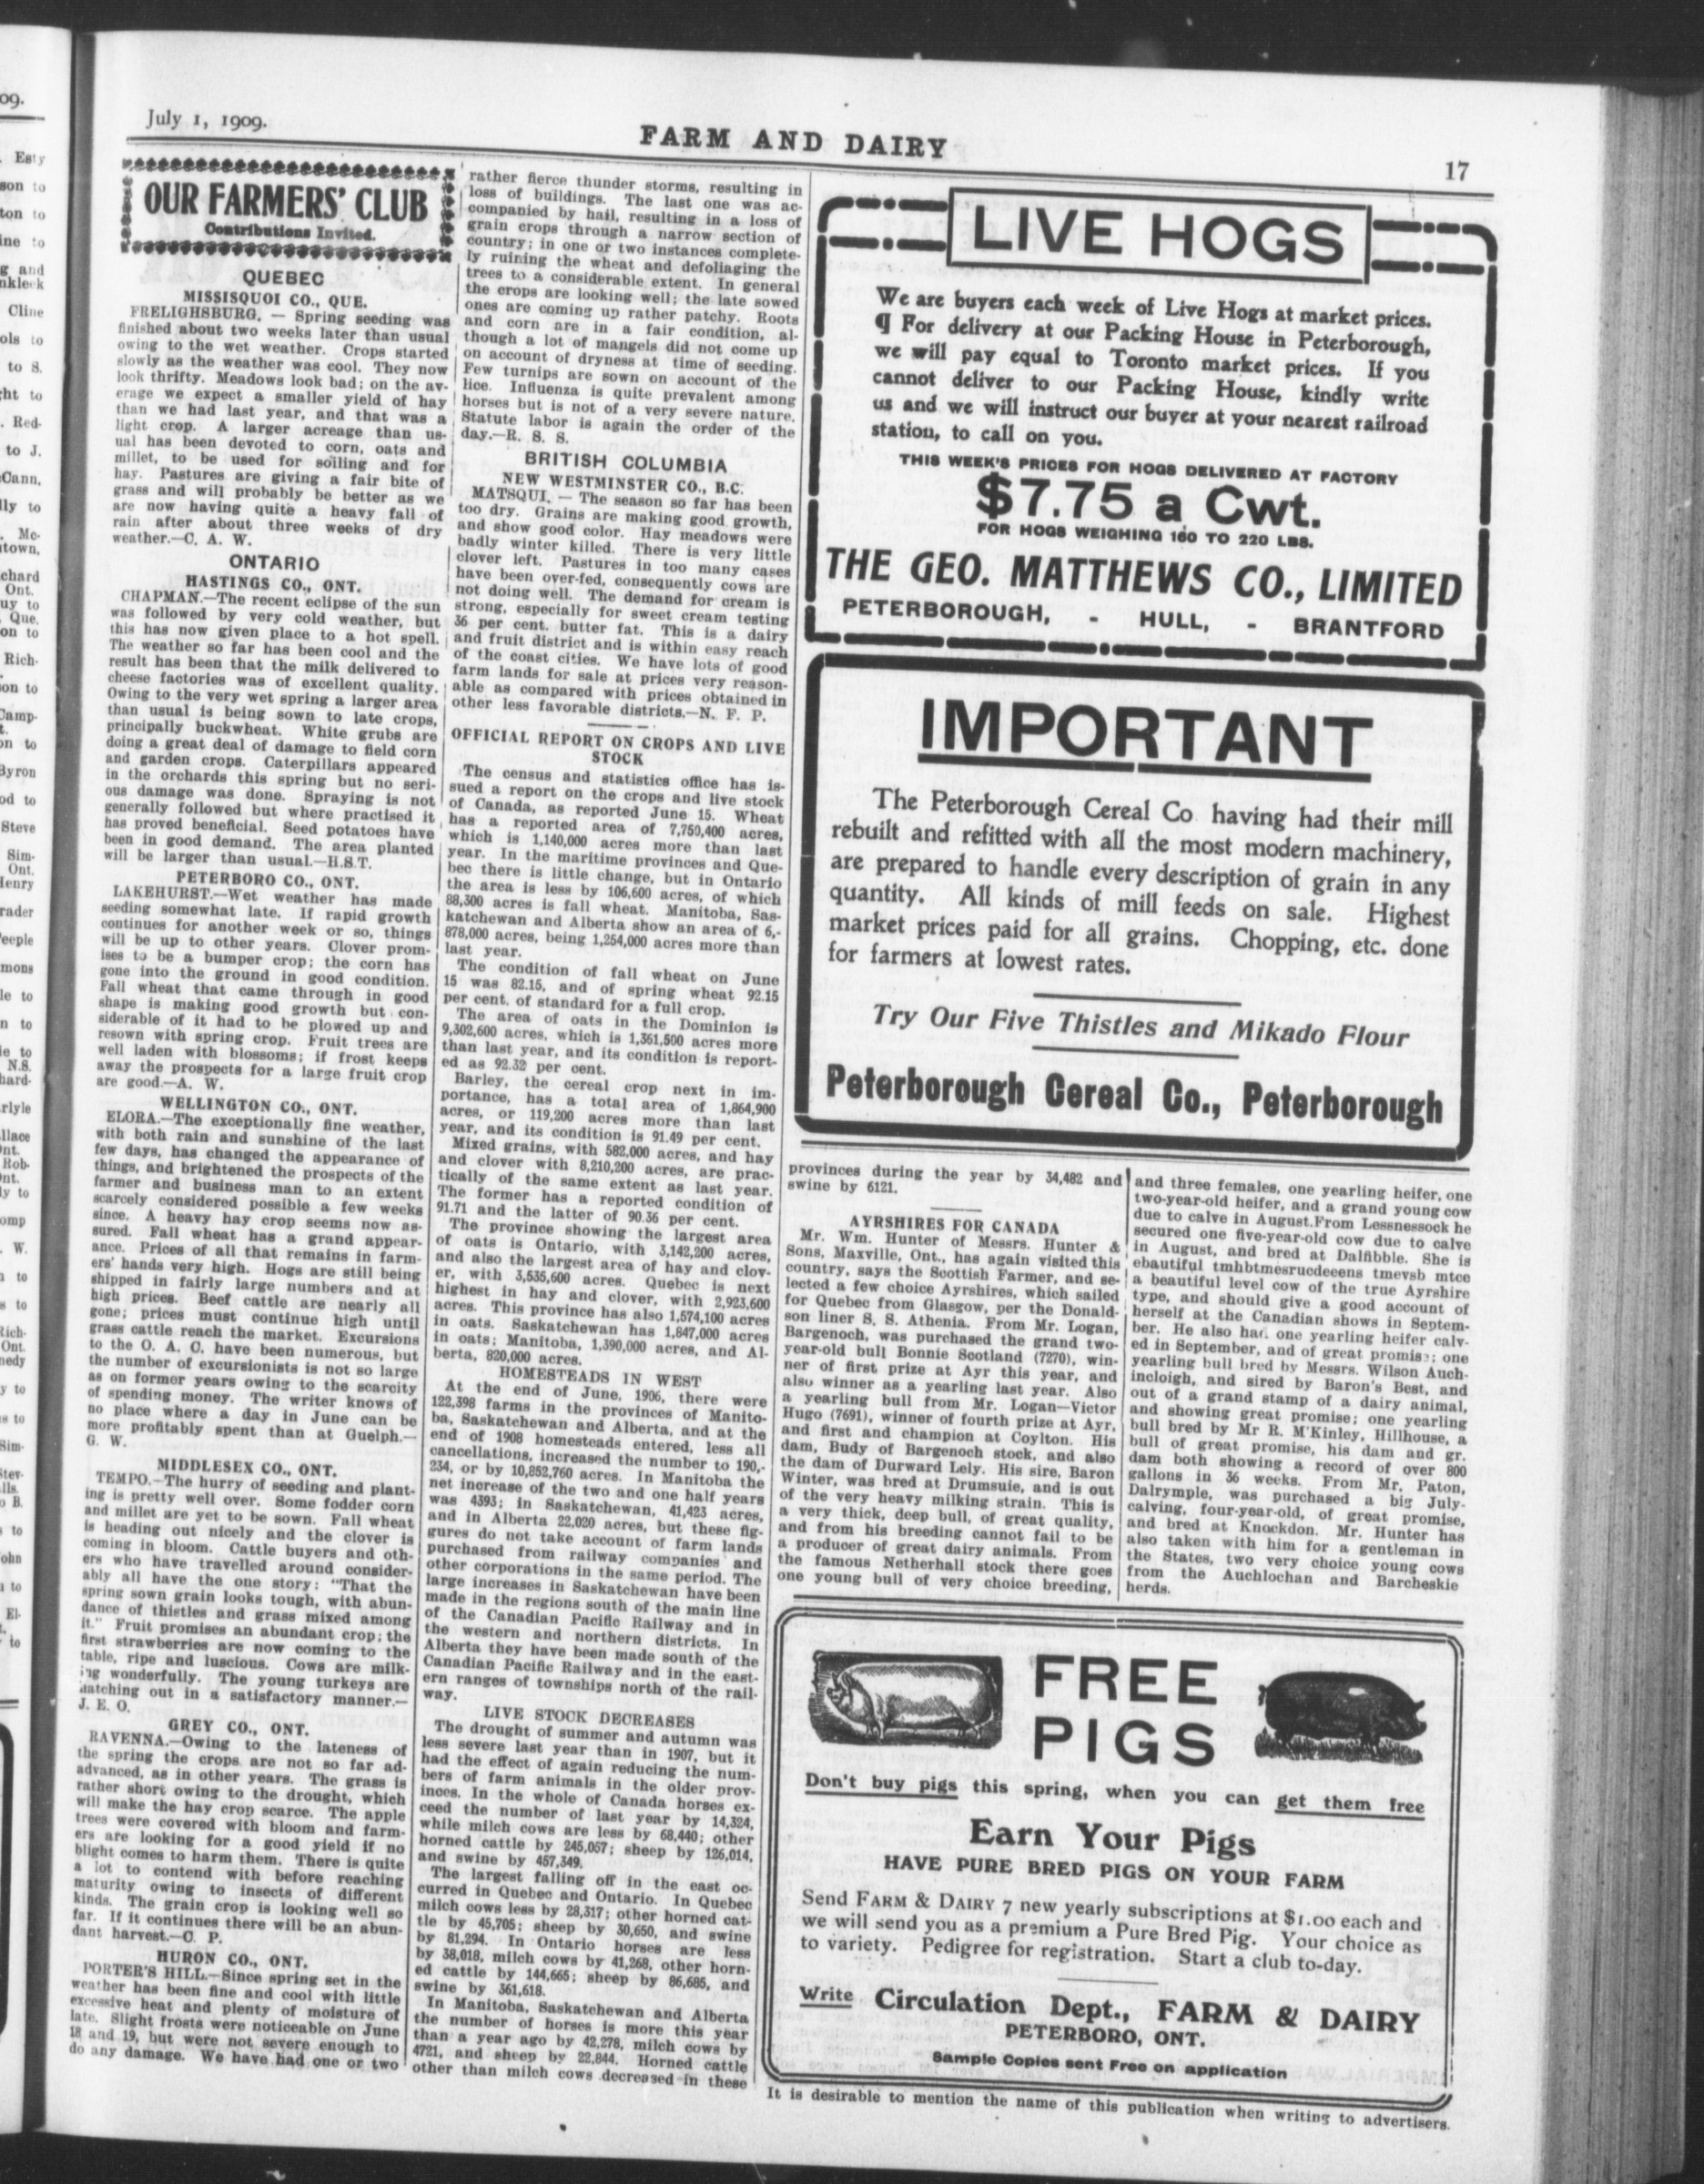 July 1, 1909.
FARM AND DAIRY
17
OUR FARMERS' CLUB
Contributions Invited.
QUEBEC
MISSISQUOI CO., QUE.
FRELIGHSBURG. — Spring seeding was
finished about two weeks later than usual
owing to the wet weather. Crops started
slowly as the weather was cool. They now
look thrifty. Meadows look bad; on the av-
erage we expect a smaller yield of hay
than we had last year, and that was a
light crop. A larger acreage than us-
ual has been devoted to corn, oats and
millet, to be used for soiling and for
hay. Pastures are giving a fair bite of
grass and will probably be better as we
are now having quite a heavy fall of
rain after about three weeks of dry
weather.—C. A. W.
ONTARIO
HASTINGS CO., ONT.
CHAPMAN.—The recent eclipse of the sun
was followed by very cold weather, but
this has now given place to a hot spell.
The weather so far has been cool and the
result has been that the milk delivered to
cheese factories was of excellent quality.
Owing to the very wet spring a larger area
than usual is being sown to late crops,
principally buckwheat. White grubs are
doing a great deal of damage to field corn
and garden crops. Caterpillars appeared
in the orchards this spring but no seri-
ous damage was done. Spraying is not
generally followed but where practised it
has proved beneficial. Seed potatoes have
been in good demand. The area planted
will be larger than usual.—H.S.T.
PETERBORO CO., ONT.
LAKEHURST.—Wet weather has made
seeding somewhat late. If rapid growth
continues for another week or so, things
will be up to other years. Clover prom-
ises to be a bumper crop; the corn has
gone into the ground in good condition.
Fall wheat that came through in good
shape is making good growth but con-
siderable of it had to be plowed up and
resown with spring crop. Fruit trees are
well laden with blossoms; if frost keeps
away the prospects for a large fruit crop
are good.—A. W.
WELLINGTON CO., ONT.
ELORA.—The exceptionally fine weather,
with both rain and sunshine of the last
few days, has changed the appearance of
things, and brightened the prospects of the
farmer and business man to an extent
scarcely considered possible a few weeks
since. A heavy hay crop seems now as-
sured. Fall wheat has a grand appear-
ance. Prices of all that remains in farm-
ers' hands very high. Hogs are still being
shipped in fairly large numbers and at
high prices. Beef cattle are nearly all
gone; prices must continue high until
grass cattle reach the market. Excursions
to the O. A. C. have been numerous, but
the number of excursionists is not so large
as on former years owing to the scarcity
of spending money. The writer knows of
no place where a day in June can be
more profitably spent than at Guelph.—
G. W.
MIDDLESEX CO., ONT.
TEMPO.—The hurry of seeding and plant-
ing is pretty well over. Some fodder corn
and millet are yet to be sown. Fall wheat
is heading out nicely and the clover is
coming in bloom. Cattle buyers and oth-
ers who have travelled around consider-
ably all have the one story: "That the
spring sown grain looks tough, with abun-
dance of thistles and grass mixed among
it." Fruit promises an abundant crop; the
first strawberries are now coming to the
table, ripe and luscious. Cows are milk-
ing wonderfully. The young turkeys are
hatching out in a satisfactory manner.—
J. E. O.
GREY CO., ONT.
RAVENNA.—Owing to the lateness of
the spring the crops are not so far ad-
advanced, as in other years. The grass is
rather short owing to the drought, which
will make the hay crop scarce. The apple
trees were covered with bloom and farm-
ers are looking for a good yield if no
blight comes to harm them. There is quite
a lot to contend with before reaching
maturity owing to insects of different
kinds. The grain crop is looking well so
far. If it continues there will be an abun-
dant harvest.—C. P.
HURON CO., ONT.
PORTER'S HILL.—Since spring set in the
weather has been fine and cool with little
excessive heat and plenty of moisture of
late. Slight frosts were noticeable on June
18 and 19, but were not severe enough to
do any damage. We have had one or two
rather fierce thunder storms, resulting in
loss of buildings. The last one was ac-
companied by hail, resulting in a loss of
grain crops through a narrow section of
country; in one or two instances complete-
ly ruining the wheat and defoliaging the
trees to a considerable extent. In general
the crops are looking well; the late sowed
ones are coming up rather patchy. Roots
and corn are in a fair condition, al-
though a lot of mangels did not come up
on account of dryness at time of seeding.
Few turnips are sown on account of the
lice. Influenza is quite prevalent among
horses but is not of a very severe nature.
Statute labor is again the order of the
day.—R. S. S.
BRITISH COLUMBIA
NEW WESTMINSTER CO., B.C.
MATSQUI. — The season so far has been
too dry. Grains are making good growth,
and show good color. Hay meadows were
badly winter killed. There is very little
clover left. Pastures in too many cases
have been over-fed, consequently cows are
not doing well. The demand for cream is
strong, especially for sweet cream testing
36 per cent. butter fat. This is a dairy
and fruit district and is within easy reach
of the coast cities. We have lots of good
farm lands for sale at prices very reason-
able as compared with prices obtained in
other less favorable districts.—N. F. P.
OFFICIAL REPORT ON CROPS AND LIVE
STOCK
The census and statistics office has is-
sued a report on the crops and live stock
of Canada, as reported June 15. Wheat
has a reported area of 7,750,400 acres,
which is 1,140,000 acres more than last
year. In the maritime provinces and Que-
bec there is little change, but in Ontario
the area is less by 106,600 acres, of which
88,300 acres is fall wheat. Manitoba, Sas-
katchewan and Alberta show an area of 6,-
878,000 acres, being 1,254,000 acres more than
last year.
The condition of fall wheat on June
15 was 82.15, and of spring wheat 92.15
per cent. of standard for a full crop.
The area of oats in the Dominion is
9,302,600 acres, which is 1,361,500 acres more
than last year, and its condition is report-
ed as 92.32 per cent.
Barley, the cereal crop next in im-
portance, has a total area of 1,864,900
acres, or 119,200 acres more than last
year, and its condition is 91.49 per cent.
Mixed grains, with 582,000 acres, and hay
and clover with 8,210,200 acres, are prac-
tically of the same extent as last year.
The former has a reported condition of
91.71 and the latter of 90.36 per cent.
The province showing the largest area
of oats is Ontario, with 3,142,200 acres,
and also the largest area of hay and clov-
er, with 3,535,600 acres. Quebec is next
highest in hay and clover, with 2,923,600
acres. This province has also 1,574,100 acres
in oats. Saskatchewan has 1,847,000 acres
in oats; Manitoba, 1,390,000 acres, and Al-
berta, 820,000 acres.
HOMESTEADS IN WEST
At the end of June, 1906, there were
122,398 farms in the provinces of Manito-
ba, Saskatchewan and Alberta, and at the
end of 1908 homesteads entered, less all
cancellations, increased the number to 190,-
234, or by 10,852,760 acres. In Manitoba the
net increase of the two and one half years
was 4393; in Saskatchewan, 41,423 acres,
and in Alberta 22,020 acres, but these fig-
gures do not take account of farm lands
purchased from railway companies and
other corporations in the same period. The
large increases in Saskatchewan have been
made in the regions south of the main line
of the Canadian Pacific Railway and in
the western and northern districts. In
Alberta they have been made south of the
Canadian Pacific Railway and in the east-
ern ranges of townships north of the rail-
way.
LIVE STOCK DECREASES
The drought of summer and autumn was
less severe last year than in 1907, but it
had the effect of again reducing the num-
bers of farm animals in the older prov-
inces. In the whole of Canada horses ex-
ceed the number of last year by 14,324,
while milch cows are less by 68,440; other
horned cattle by 245,057; sheep by 126,014,
and swine by 457,349.
The largest falling off in the east oc-
curred in Quebec and Ontario. In Quebec
milch cows less by 28,317; other horned cat-
tle by 45,705; sheep by 30,650, and swine
by 81,294. In Ontario horses are less
by 38,018, milch cows by 41,268, other horn-
ed cattle by 144,665; sheep by 86,685, and
swine by 361,618.
In Manitoba, Saskatchewan and Alberta
the number of horses is more this year
than a year ago by 42,278, milch cows by
4721, and sheep by 22,844. Horned cattle
other than milch cows decreased in these
LIVE HOGS
We are buyers each week of Live Hogs at market prices.
¶ For delivery at our Packing House in Peterborough,
we will pay equal to Toronto market prices. If you
cannot deliver to our Packing House, kindly write
us and we will instruct our buyer at your nearest railroad
station, to call on you.
THIS WEEK'S PRICES FOR HOGS DELIVERED AT FACTORY
$7.75 a Cwt.
FOR HOGS WEIGHING 160 TO 220 LBS.
THE GEO. MATTHEWS CO., LIMITED
PETERBOROUGH, - HULL, - BRANTFORD
IMPORTANT
The Peterborough Cereal Co having had their mill
rebuilt and refitted with all the most modern machinery,
are prepared to handle every description of grain in any
quantity. All kinds of mill feeds on sale. Highest
market prices paid for all grains. Chopping, etc. done
for farmers at lowest rates.
Try Our Five Thistles and Mikado Flour
Peterborough Cereal Co., Peterborough
provinces during the year by 34,482 and
swine by 6121.
AYRSHIRES FOR CANADA
Mr. Wm. Hunter of Messrs. Hunter &
Sons, Maxville, Ont., has again visited this
country, says the Scottish Farmer, and se-
lected a few choice Ayrshires, which sailed
for Quebec from Glasgow, per the Donald-
son liner S. S. Athenia. From Mr. Logan,
Bargenoch, was purchased the grand two-
year-old bull Bonnie Scotland (7270), win-
ner of first prize at Ayr this year, and
also winner as a yearling last year. Also
a yearling bull from Mr. Logan—Victor
Hugo (7691), winner of fourth prize at Ayr,
and first and champion at Coylton. His
dam, Budy of Bargenoch stock, and also
the dam of Durward Lely. His sire, Baron
Winter, was bred at Drumsuie, and is out
of the very heavy milking strain. This is
a very thick, deep bull, of great quality,
and from his breeding cannot fail to be
a producer of great dairy animals. From
the famous Netherhall stock there goes
one young bull of very choice breeding,
and three females, one yearling heifer, one
two-year-old heifer, and a grand young cow
due to calve in August.From Lessnessock he
secured one five-year-old cow due to calve
in August, and bred at Dalfibble. She is
ebautiful tmhbtmesrucdeeens tmevsb mtce
a beautiful level cow of the true Ayrshire
type, and should give a good account of
herself at the Canadian shows in Septem-
ber. He also had one yearling heifer calv-
ed in September, and of great promise; one
yearling bull bred by Messrs. Wilson Auch-
incloigh, and sired by Baron's Best, and
out of a grand stamp of a dairy animal,
and showing great promise; one yearling
bull bred by Mr R. M'Kinley, Hillhouse, a
bull of great promise, his dam and gr.
dam both showing a record of over 800
gallons in 36 weeks. From Mr. Paton,
Dalrymple, was purchased a big July-
calving, four-year-old, of great promise,
and bred at Knockdon. Mr. Hunter has
also taken with him for a gentleman in
the States, two very choice young cows
from the Auchlochan and Barcheskie
herds.
FREE
PIGS
Don't buy pigs this spring, when you can get them free
Earn Your Pigs
HAVE PURE BRED PIGS ON YOUR FARM
Send FARM & DAIRY 7 new yearly subscriptions at $1.00 each and
we will send you as a premium a Pure Bred Pig. Your choice as
to variety. Pedigree for registration. Start a club to-day.
Write Circulation Dept., FARM & DAIRY
PETERBORO, ONT.
Sample Copies sent Free on application
It is desirable to mention the name of this publication when writing to advertisers.